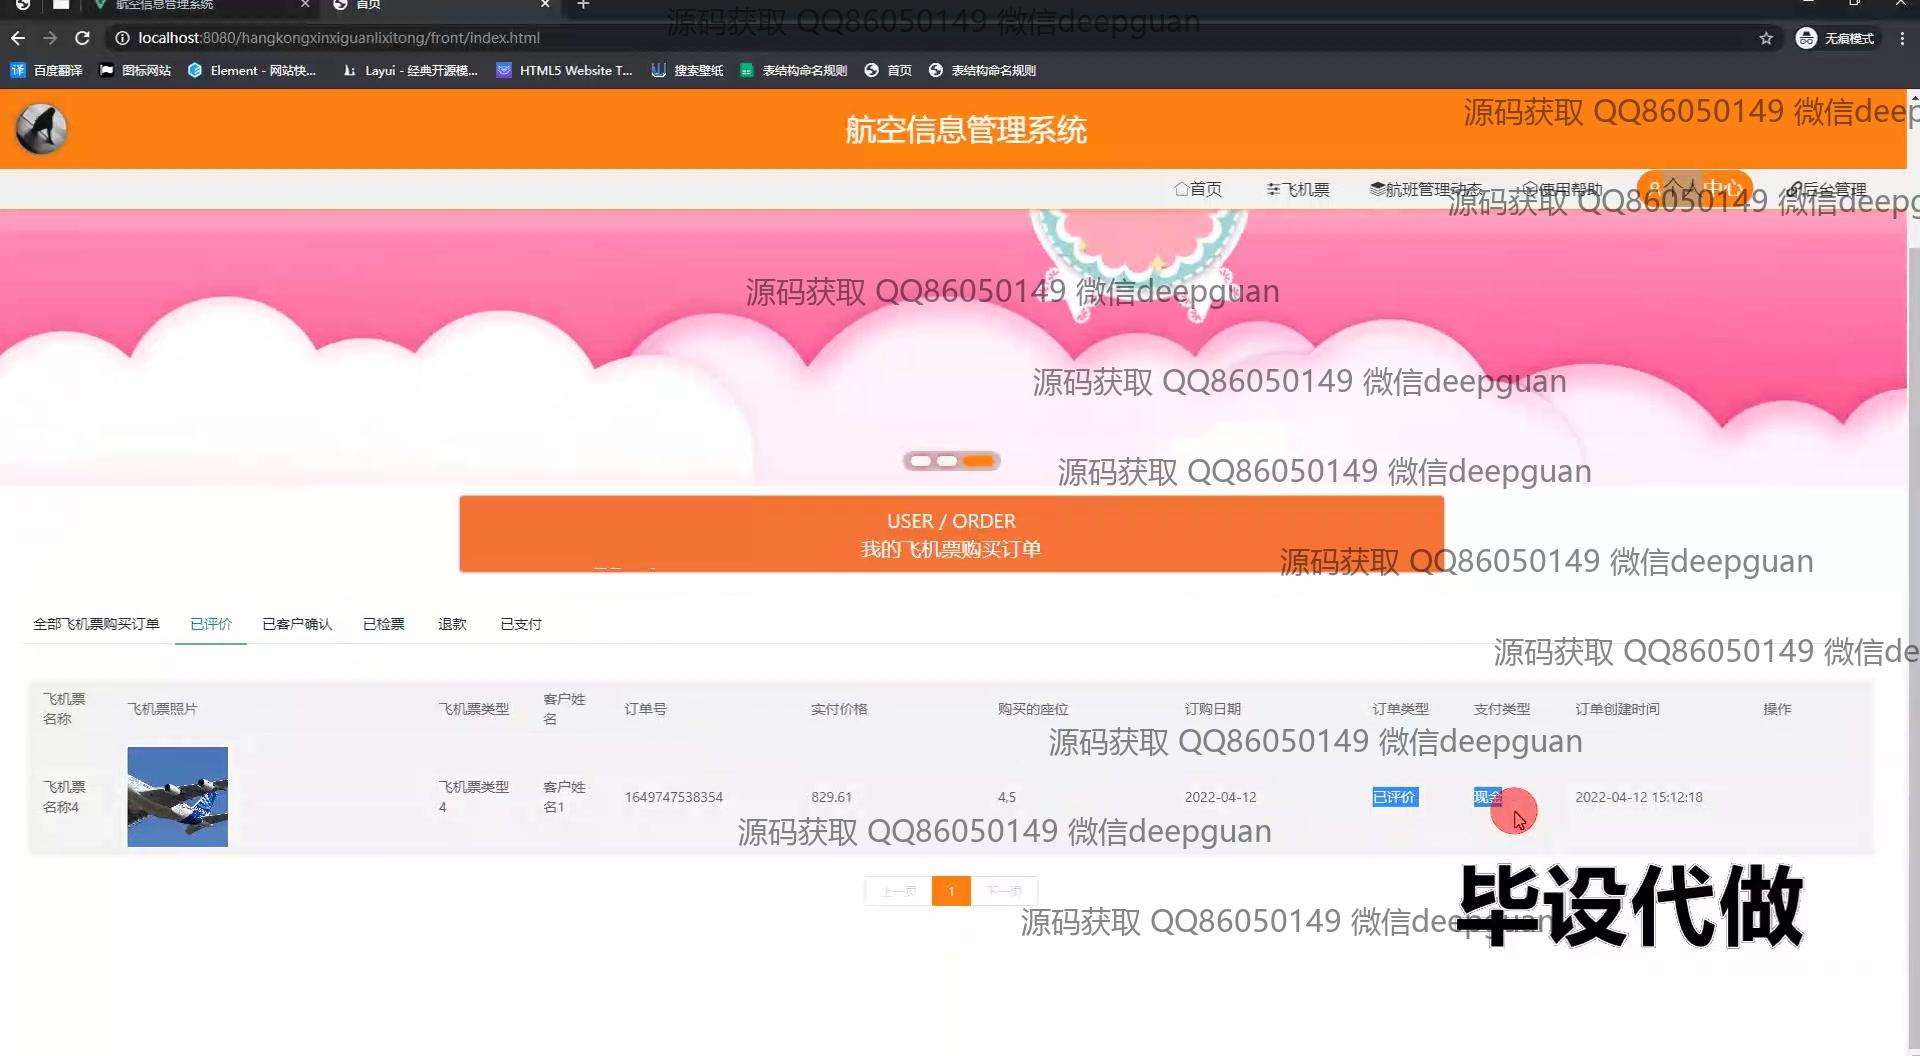 航空信息管理系统
首页
源码获取 QQ86050149 微信deepguan
localhost:8080/hangkongxinxiguanlixitong/front/index.html
无痕模式
百度翻译
图标网站
Element - 网站快...
Layui - 经典开源模...
HTML5 Website T...
搜索壁纸
表结构命名规则
首页
表结构命名规则
航空信息管理系统
源码获取 QQ86050149 微信deep
首页
飞机票
航班管理动态
使用帮助
个人中心
后台管理
源码获取 QQ86050149 微信deepg
源码获取 QQ86050149 微信deepguan
源码获取 QQ86050149 微信deepguan
源码获取 QQ86050149 微信deepguan
USER / ORDER
我的飞机票购买订单
源码获取 QQ86050149 微信deepguan
全部飞机票购买订单
已评价
已客户确认
已检票
退款
已支付
源码获取 QQ86050149 微信de
飞机票名称
飞机票照片
飞机票类型
客户姓名
订单号
实付价格
购买的座位
订购日期
订单类型
支付类型
订单创建时间
操作
源码获取 QQ86050149 微信deepguan
飞机票名称4
飞机票类型4
客户姓名1
1649747538354
829.61
4,5
2022-04-12
已评价
现金
2022-04-12 15:12:18
源码获取 QQ86050149 微信deepguan
上一页
1
下一页
源码获取 QQ86050149 微信deepguan
毕设代做